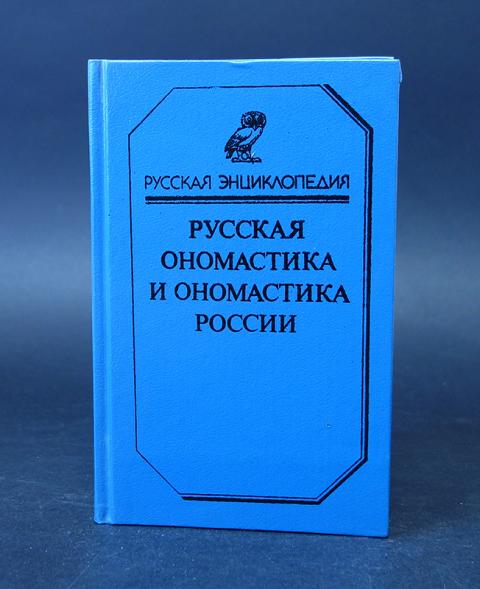 РУССКАЯ ЭНЦИКЛОПЕДИЯ
РУССКАЯ
ОНОМАСТИКА
И ОНОМАСТИКА
РОССИИ